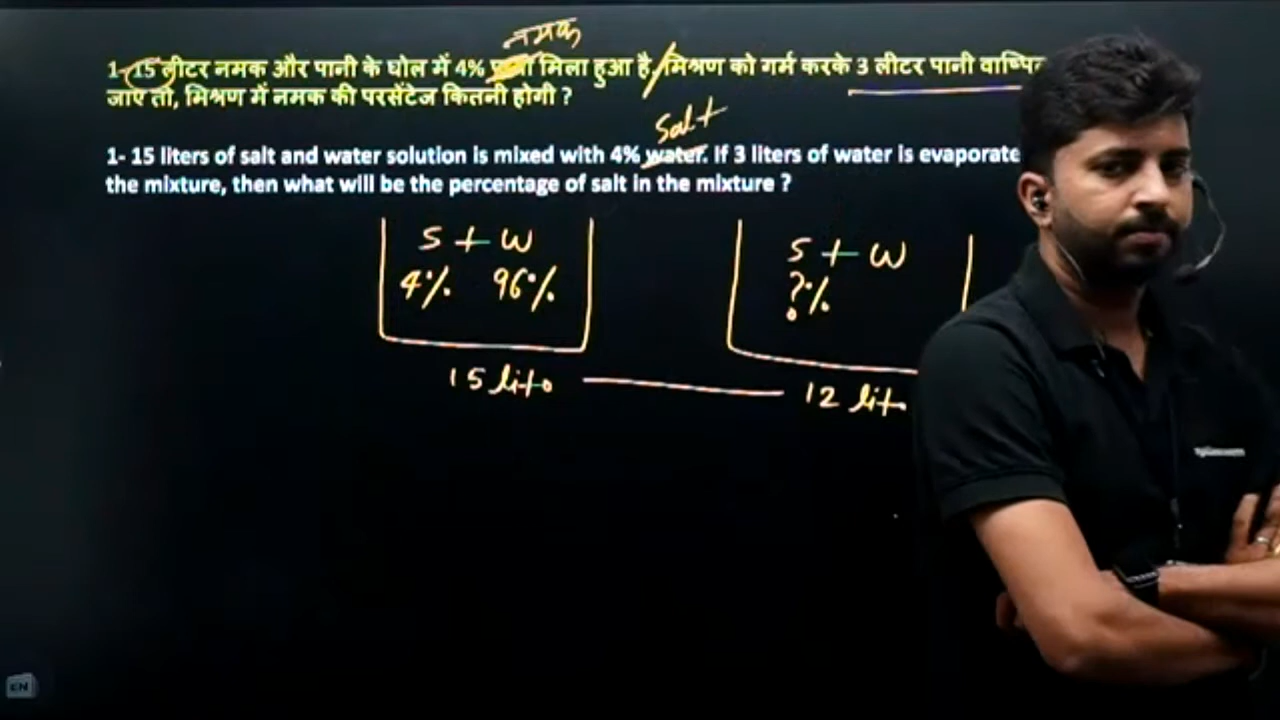 नमक
1- 15 लीटर नमक और पानी के घोल में 4% मिला हुआ है, मिश्रण को गर्म करके 3 लीटर पानी
जाए तो, मिश्रण में नमक की परसेंटेज कितनी होगी ?
Salt
1- 15 liters of salt and water solution is mixed with 4% water. If 3 liters of water is evaporate
the mixture, then what will be the percentage of salt in the mixture ?
S + W
4% 96%
15 lit
S + W
?%
12 lit
EN